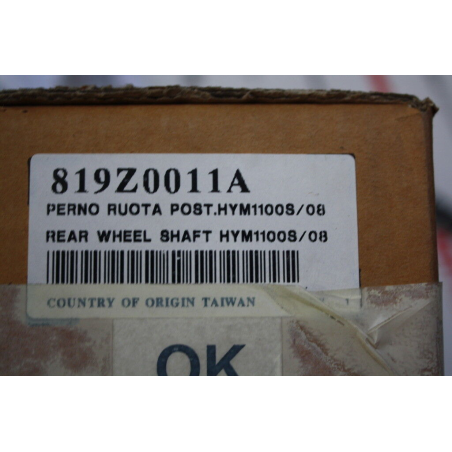 819Z0011A
PERNO RUOTA POST.HYM1100S/08
REAR WHEEL SHAFT HYM1100S/08
COUNTRY OF ORIGIN TAIWAN
OK